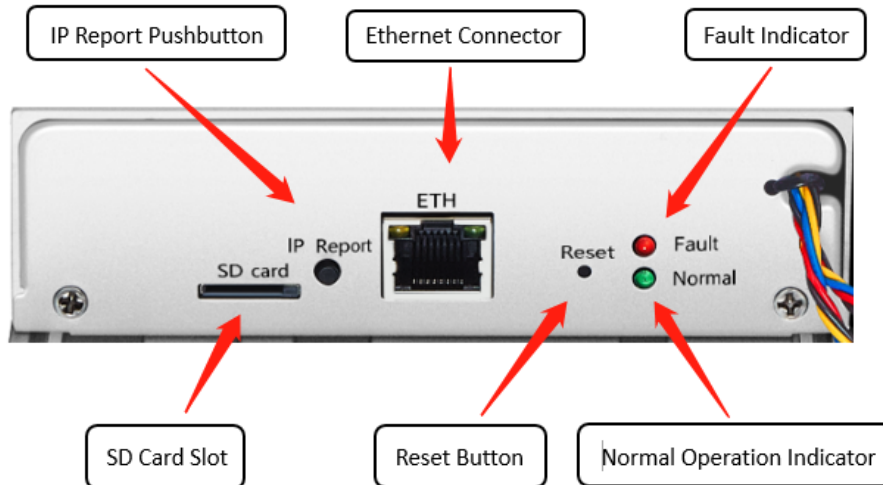 IP Report Pushbutton
Ethernet Connector
Fault Indicator
ETH
IP Report
SD card
Reset
Fault
Normal
SD Card Slot
Reset Button
Normal Operation Indicator